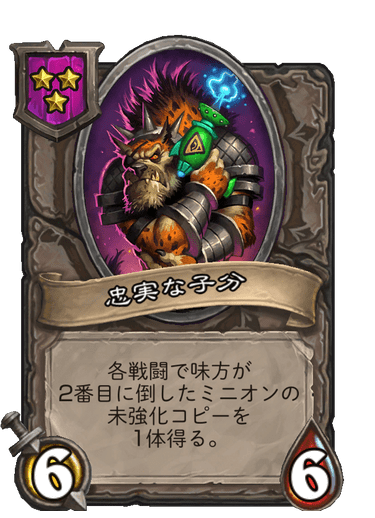 忠実な子分
各戦闘で味方が
2番目に倒したミニオンの
未強化コピーを
1体得る。
6
6